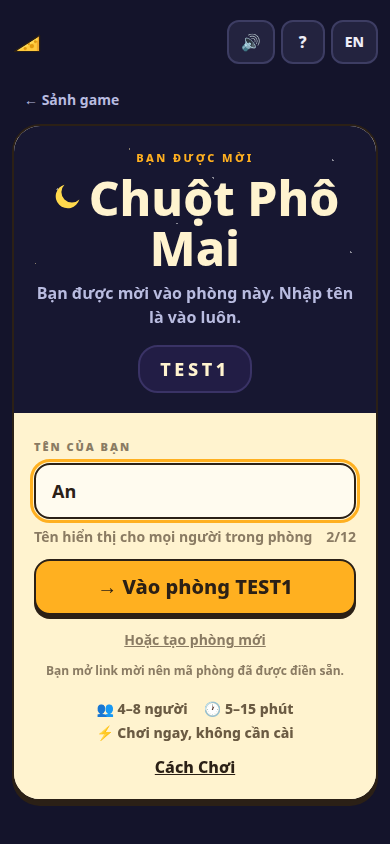 ?
EN
← Sảnh game
BẠN ĐƯỢC MỜI
Chuột Phô
Mai
Bạn được mời vào phòng này. Nhập tên
là vào luôn.
TEST1
TÊN CỦA BẠN
An
Tên hiển thị cho mọi người trong phòng 2/12
→ Vào phòng TEST1
Hoặc tạo phòng mới
Bạn mở link mời nên mã phòng đã được điền sẵn.
4–8 người 5–15 phút
Chơi ngay, không cần cài
Cách Chơi